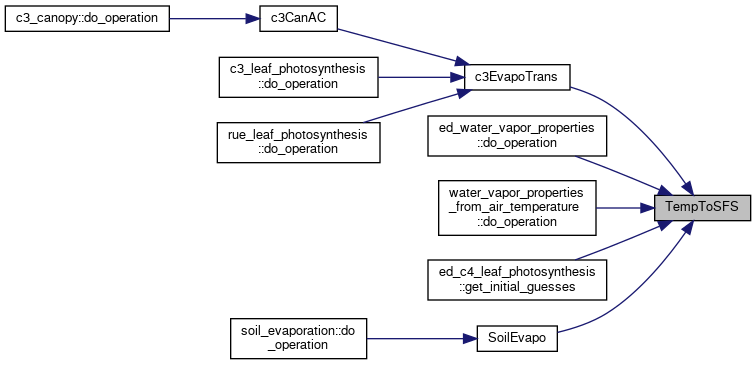 c3_canopy::do_operation
c3CanAC
c3_leaf_photosynthesis
::do_operation
c3EvapoTrans
rue_leaf_photosynthesis
::do_operation
ed_water_vapor_properties
::do_operation
water_vapor_properties
_from_air_temperature
::do_operation
TempToSFS
ed_c4_leaf_photosynthesis
::get_initial_guesses
soil_evaporation::do
_operation
SoilEvapo